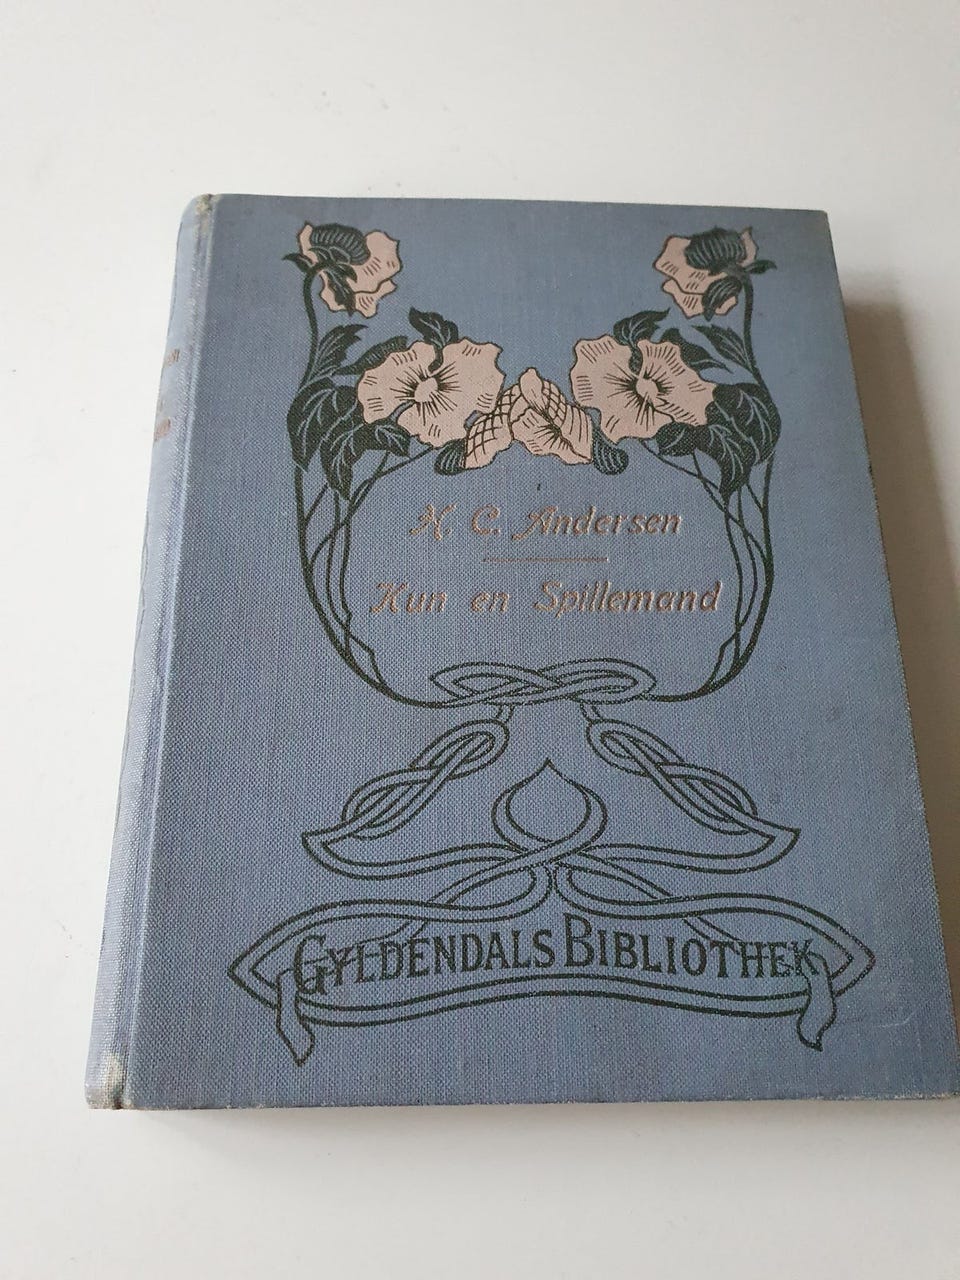 H. C. Andersen
Kun en Spillemand
GYLDENDALS BIBLIOTHEK